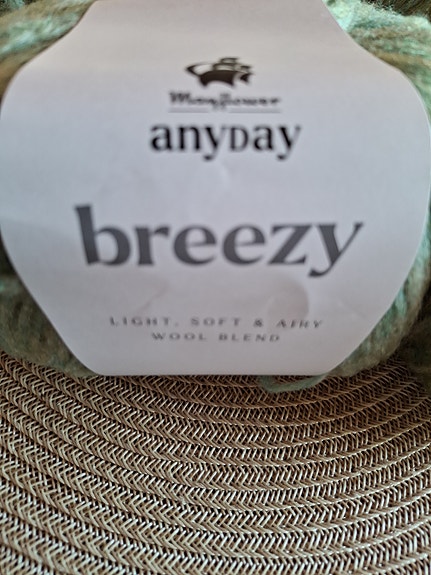 Mayflower
anyday
breezy
LIGHT, SOFT & AIRY
WOOL BLEND